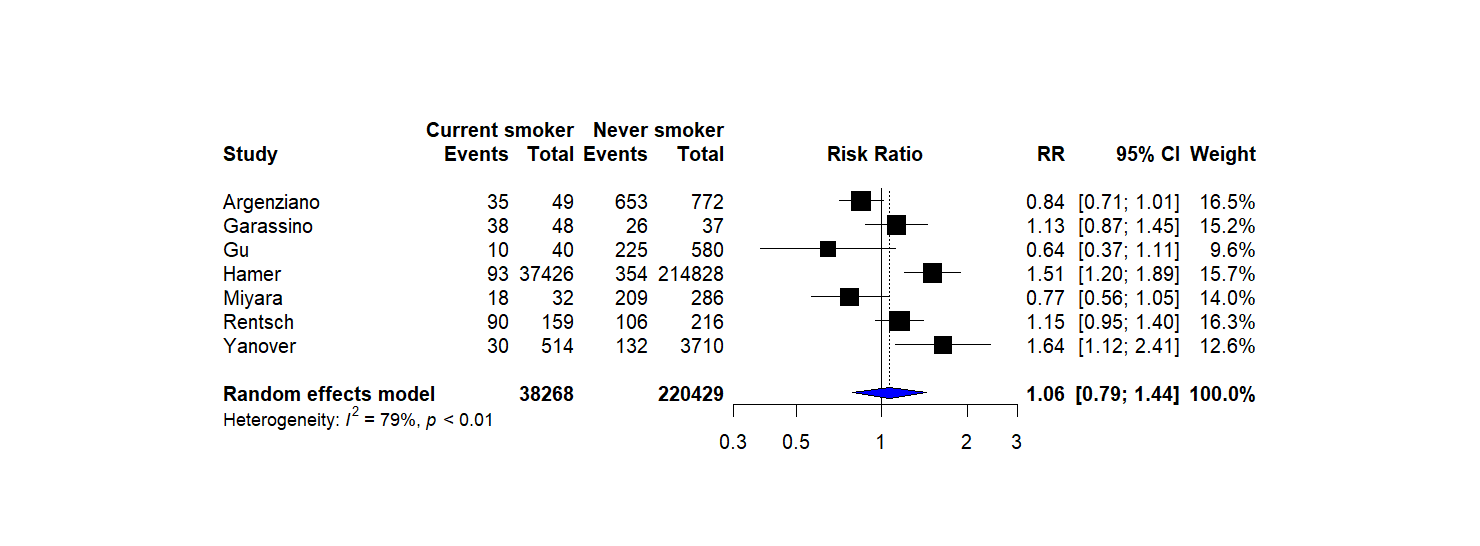 Current smoker Never smoker
Study Events Total Events Total Risk Ratio RR 95% CI Weight
Argenziano 35 49 653 772 0.84 [0.71; 1.01] 16.5%
Garassino 38 48 26 37 1.13 [0.87; 1.45] 15.2%
Gu 10 40 225 580 0.64 [0.37; 1.11] 9.6%
Hamer 93 37426 354 214828 1.51 [1.20; 1.89] 15.7%
Miyara 18 32 209 286 0.77 [0.56; 1.05] 14.0%
Rentsch 90 159 106 216 1.15 [0.95; 1.40] 16.3%
Yanover 30 514 132 3710 1.64 [1.12; 2.41] 12.6%
Random effects model 38268 220429 1.06 [0.79; 1.44] 100.0%
Heterogeneity: I² = 79%, p < 0.01
0.3 0.5 1 2 3